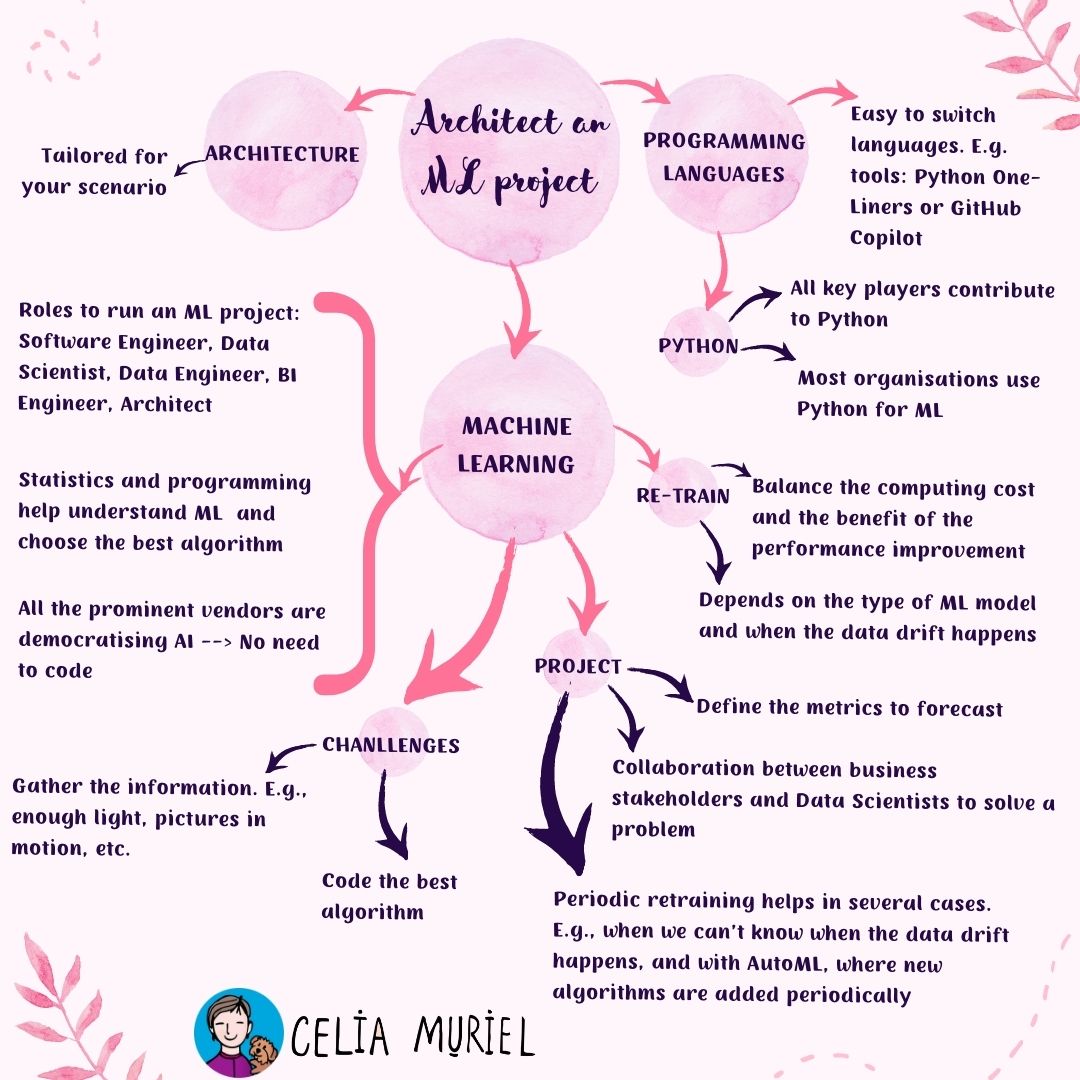 Architect an
ML project
ARCHITECTURE
Tailored for
your scenario
PROGRAMMING
LANGUAGES
Easy to switch
languages. E.g.
tools: Python One-
Liners or GitHub
Copilot
PYTHON
All key players contribute
to Python
Most organisations use
Python for ML
MACHINE
LEARNING
Roles to run an ML project:
Software Engineer, Data
Scientist, Data Engineer, BI
Engineer, Architect
Statistics and programming
help understand ML and
choose the best algorithm
All the prominent vendors are
democratising AI --> No need
to code
RE-TRAIN
Balance the computing cost
and the benefit of the
performance improvement
Depends on the type of ML model
and when the data drift happens
PROJECT
Define the metrics to forecast
Collaboration between business
stakeholders and Data Scientists to solve a
problem
Periodic retraining helps in several cases.
E.g., when we can't know when the data drift
happens, and with AutoML, where new
algorithms are added periodically
CHANLLENGES
Gather the information. E.g.,
enough light, pictures in
motion, etc.
Code the best
algorithm
CELIA MURIEL